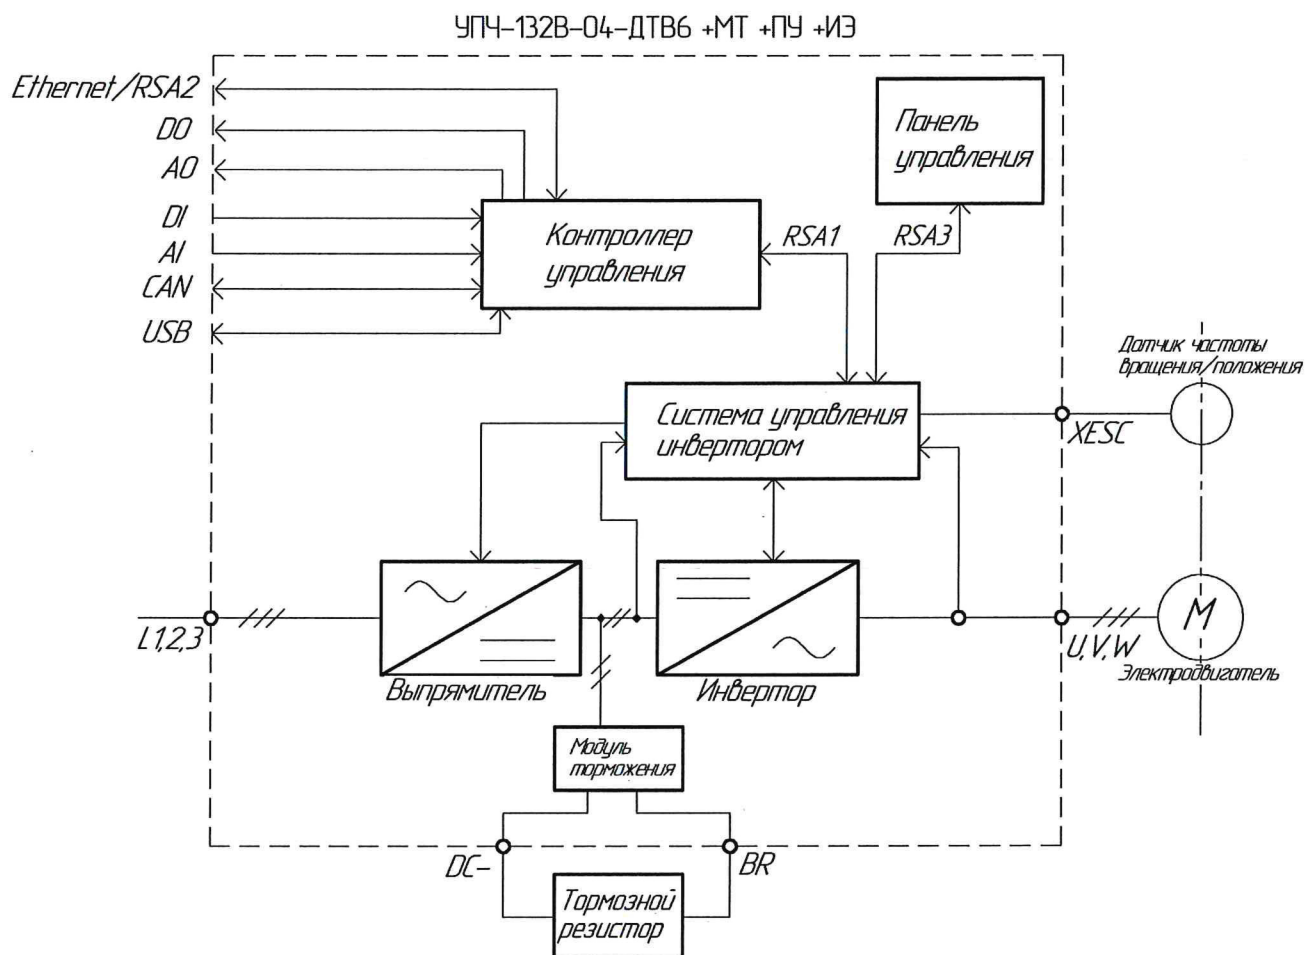 УПЧ-132В-04-ДТВ6 +МТ +ПУ +ИЭ
Ethernet/RSA2
DO
AO
DI
AI
CAN
USB
Панель
управления
Контроллер
управления
RSA1
RSA3
Датчик частоты
вращения/положения
Система управления
инвертором
XESC
L1,2,3
Выпрямитель
Инвертор
U,V,W
M
Электродвигатель
Модуль
торможения
DC-
BR
Тормозной
резистор